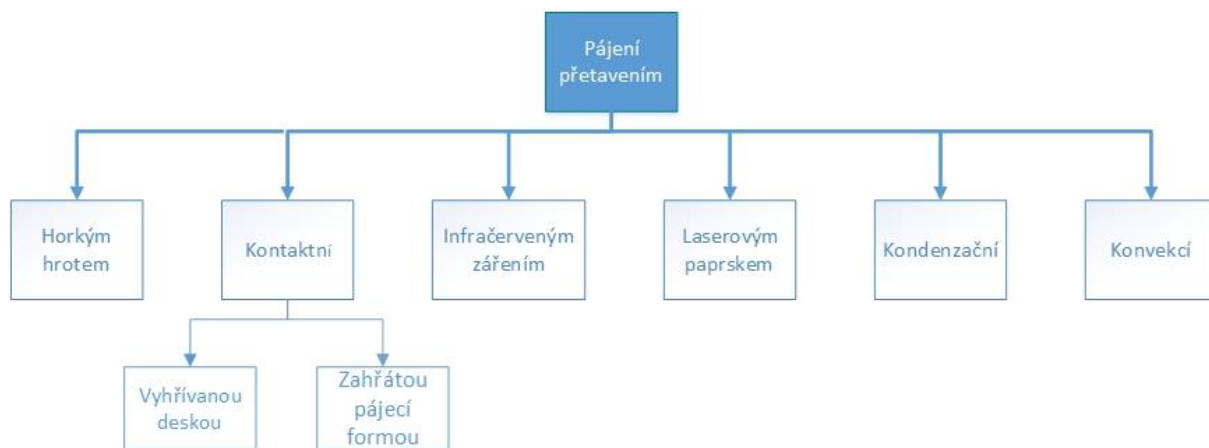 Pájení
přetavením
Horkým
hrotem
Kontaktní
Infračerveným
zářením
Laserovým
paprskem
Kondenzační
Konvekcí
Vyhřívanou
deskou
Zahřátou
pájecí
formou